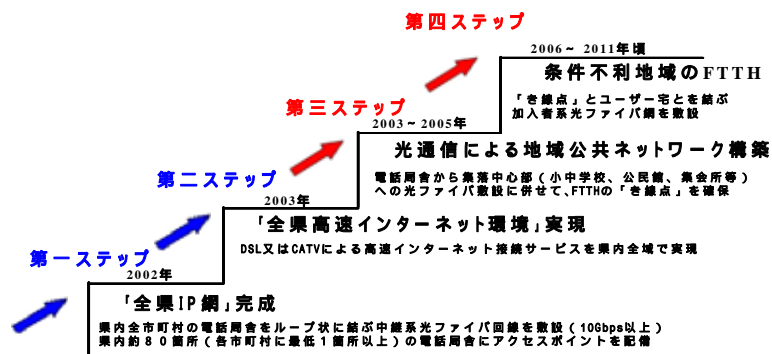 第四ステップ
2006～2011年頃
条件不利地域のFTTH
「き線点」とユーザー宅とを結ぶ
加入者系光ファイバ網を敷設
第三ステップ
2003～2005年
光通信による地域公共ネットワーク構築
電話局舎から集落中心部（小中学校、公民館、集会所等）
への光ファイバ敷設に併せて、FTTHの「き線点」を確保
第二ステップ
2003年
「全県高速インターネット環境」実現
DSL又はCATVによる高速インターネット接続サービスを県内全域で実現
第一ステップ
2002年
「全県IP網」完成
県内全市町村の電話局舎をループ状に結ぶ中継系光ファイバ回線を敷設（10Gbps以上）
県内約８０箇所（各市町村に最低１箇所以上）の電話局舎にアクセスポイントを配備